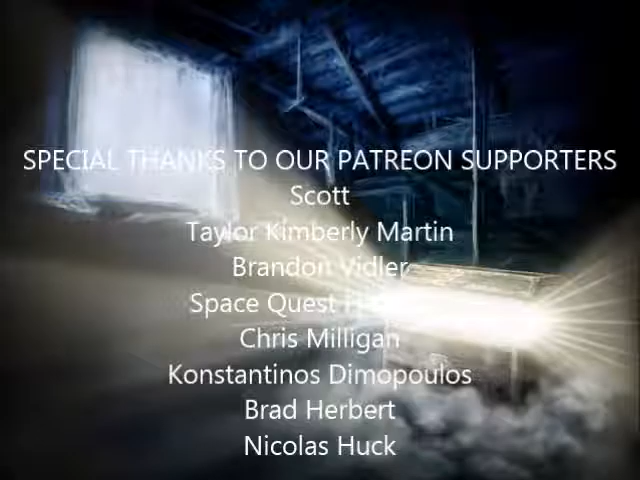 SPECIAL THANKS TO OUR PATREON SUPPORTERS
Scott
Taylor Kimberly Martin
Brandon Vidler
Space Quest
Chris Milligan
Konstantinos Dimopoulos
Brad Herbert
Nicolas Huck